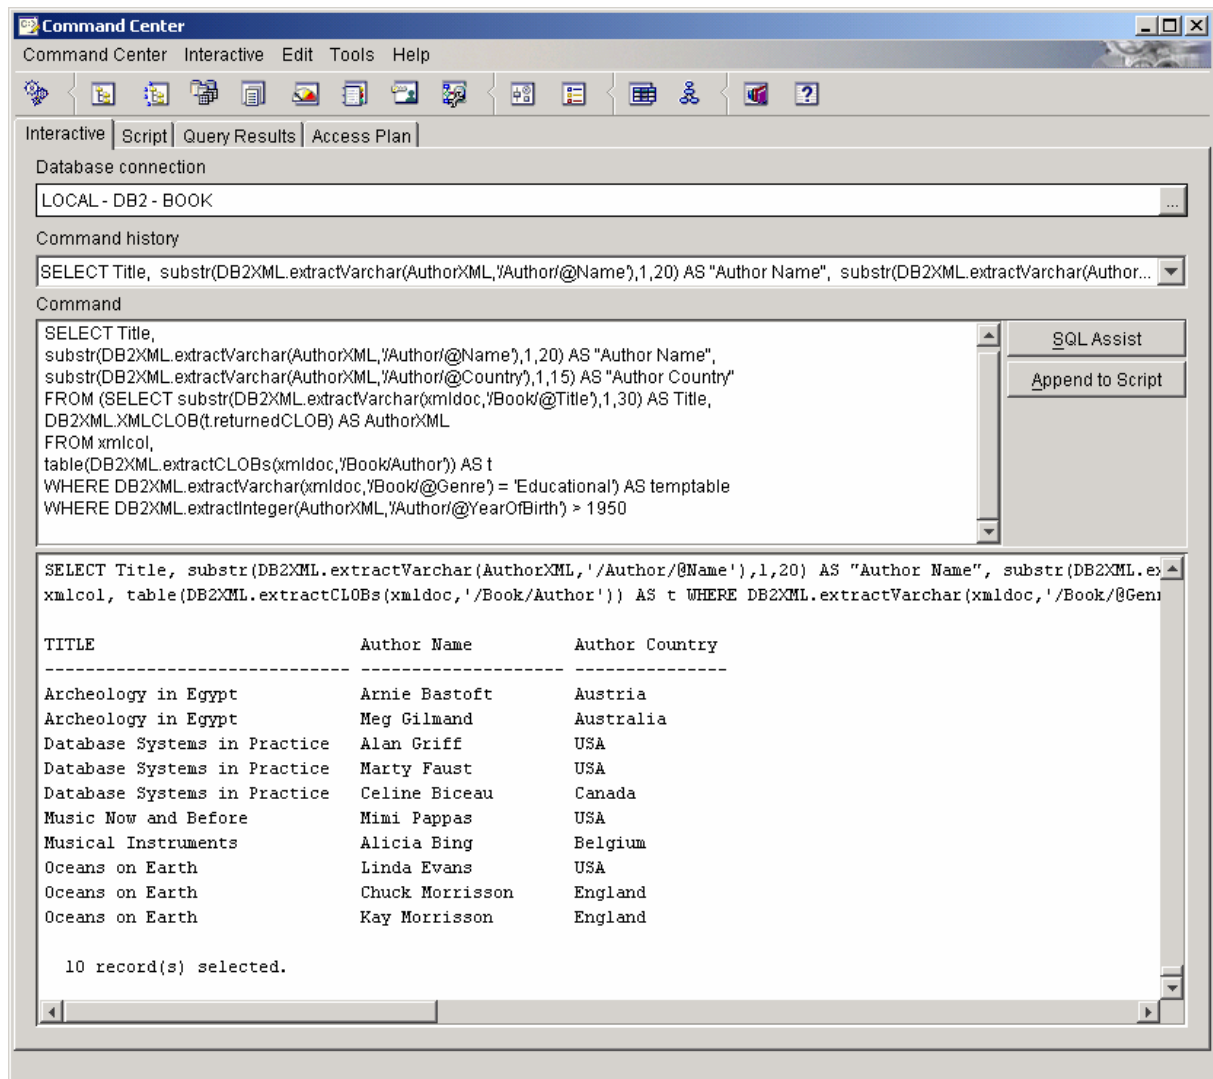 Command Center
Command Center Interactive Edit Tools Help
Interactive Script Query Results Access Plan
Database connection
LOCAL - DB2 - BOOK
...
Command history
SELECT Title, substr(DB2XML.extractVarchar(AuthorXML,'/Author/@Name'),1,20) AS "Author Name", substr(DB2XML.extractVarchar(Author...
Command
SELECT Title,
substr(DB2XML.extractVarchar(AuthorXML,'/Author/@Name'),1,20) AS "Author Name",
substr(DB2XML.extractVarchar(AuthorXML,'/Author/@Country'),1,15) AS "Author Country"
FROM (SELECT substr(DB2XML.extractVarchar(xmldoc,'/Book/@Title'),1,30) AS Title,
DB2XML.XMLCLOB(t.returnedCLOB) AS AuthorXML
FROM xmlcol,
table(DB2XML.extractCLOBs(xmldoc,'/Book/Author')) AS t
WHERE DB2XML.extractVarchar(xmldoc,'/Book/@Genre') = 'Educational') AS temptable
WHERE DB2XML.extractInteger(AuthorXML,'/Author/@YearOfBirth') > 1950
SQL Assist
Append to Script
SELECT Title, substr(DB2XML.extractVarchar(AuthorXML,'/Author/@Name'),1,20) AS "Author Name", substr(DB2XML.ex
xmlcol, table(DB2XML.extractCLOBs(xmldoc,'/Book/Author')) AS t WHERE DB2XML.extractVarchar(xmldoc,'/Book/@Gen
TITLE Author Name Author Country
------------------------------ -------------------- ---------------
Archeology in Egypt Arnie Bastoft Austria
Archeology in Egypt Meg Gilmand Australia
Database Systems in Practice Alan Griff USA
Database Systems in Practice Marty Faust USA
Database Systems in Practice Celine Biceau Canada
Music Now and Before Mimi Pappas USA
Musical Instruments Alicia Bing Belgium
Oceans on Earth Linda Evans USA
Oceans on Earth Chuck Morrisson England
Oceans on Earth Kay Morrisson England
10 record(s) selected.